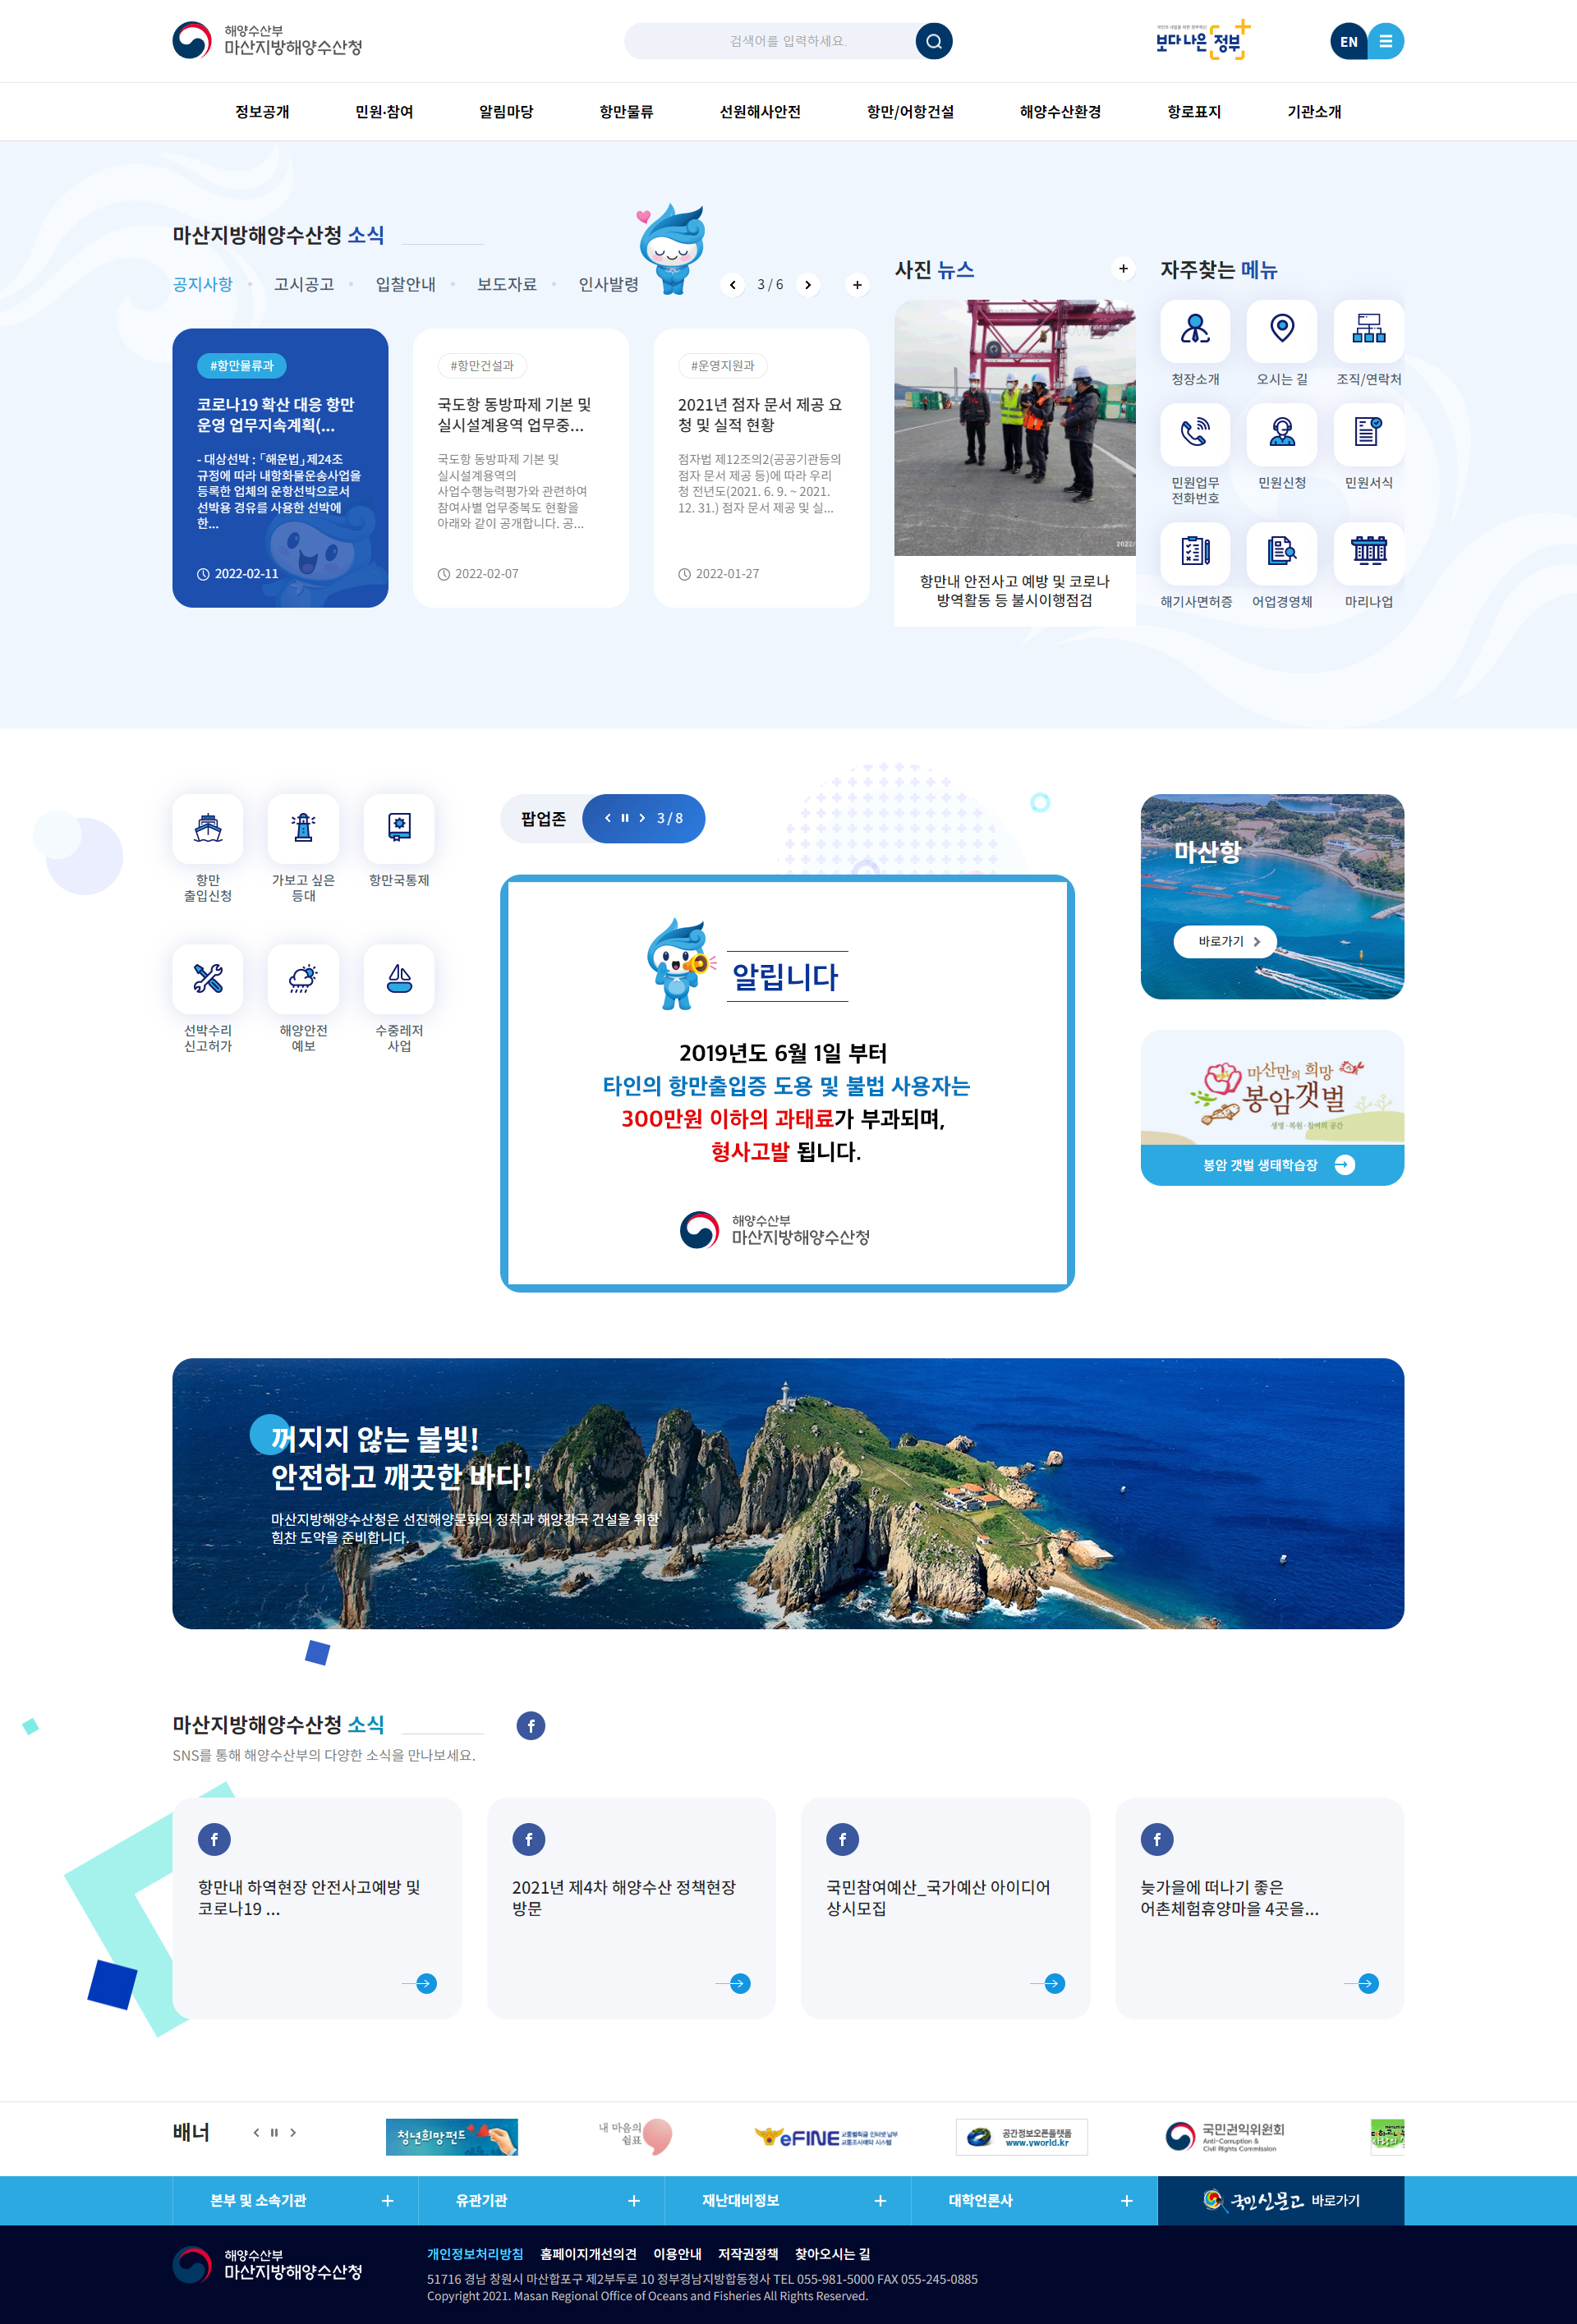 해양수산부
마산지방해양수산청
검색어를 입력하세요.
보다나은 정부
EN
정보공개
민원·참여
알림마당
항만물류
선원해사안전
항만/어항건설
해양수산환경
항로표지
기관소개
마산지방해양수산청 소식
공지사항
고시공고
입찰안내
보도자료
인사발령
3 / 6
#항만물류과
코로나19 확산 대응 항만
운영 업무지속계획(...
- 대상선박 : 「해운법」제24조
규정에 따라 내항화물운송사업을
등록한 업체의 운항선박으로서
선박용 경유를 사용한 선박에
한...
2022-02-11
#항만건설과
국도항 동방파제 기본 및
실시설계용역 업무중...
국도항 동방파제 기본 및
실시설계용역의
사업수행능력평가와 관련하여
참여사별 업무중복도 현황을
아래와 같이 공개합니다. 공...
2022-02-07
#운영지원과
2021년 점자 문서 제공 요
청 및 실적 현황
점자법 제12조의2(공공기관등의
점자 문서 제공 등)에 따라 우리
청 전년도(2021. 6. 9. ~ 2021.
12. 31.) 점자 문서 제공 및 실...
2022-01-27
사진 뉴스
2022/
항만내 안전사고 예방 및 코로나
방역활동 등 불시이행점검
자주찾는 메뉴
청장소개
오시는 길
조직/연락처
민원업무
전화번호
민원신청
민원서식
해기사면허증
어업경영체
마리나업
항만
출입신청
가보고 싶은
등대
항만국통제
선박수리
신고허가
해양안전
예보
수중레저
사업
팝업존
3 / 8
알립니다
2019년도 6월 1일 부터
타인의 항만출입증 도용 및 불법 사용자는
300만원 이하의 과태료가 부과되며,
형사고발 됩니다.
해양수산부
마산지방해양수산청
마산항
바로가기
마산만의 희망
봉암갯벌
생명·복원·참여의 공간
봉암 갯벌 생태학습장
꺼지지 않는 불빛!
안전하고 깨끗한 바다!
마산지방해양수산청은 선진해양문화의 정착과 해양강국 건설을 위한
힘찬 도약을 준비합니다.
마산지방해양수산청 소식
SNS를 통해 해양수산부의 다양한 소식을 만나보세요.
항만내 하역현장 안전사고예방 및
코로나19 ...
2021년 제4차 해양수산 정책현장
방문
국민참여예산_국가예산 아이디어
상시모집
늦가을에 떠나기 좋은
어촌체험휴양마을 4곳을...
배너
청년희망펀드
내 마음의
쉼표
eFINE
교통범칙금 인터넷 납부
교통조사예약 시스템
공간정보오픈플랫폼
www.vworld.kr
국민권익위원회
Anti-Corruption &
Civil Rights Commission
본부 및 소속기관
유관기관
재난대비정보
대학언론사
국민신문고 바로가기
해양수산부
마산지방해양수산청
개인정보처리방침
홈페이지개선의견
이용안내
저작권정책
찾아오시는 길
51716 경남 창원시 마산합포구 제2부두로 10 정부경남지방합동청사 TEL 055-981-5000 FAX 055-245-0885
Copyright 2021. Masan Regional Office of Oceans and Fisheries All Rights Reserved.